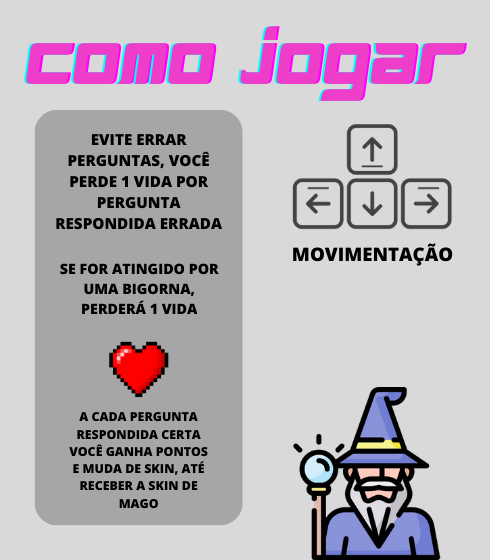 como jogar
EVITE ERRAR
PERGUNTAS, VOCÊ
PERDE 1 VIDA POR
PERGUNTA
RESPONDIDA ERRADA
SE FOR ATINGIDO POR
UMA BIGORNA,
PERDERÁ 1 VIDA
A CADA PERGUNTA
RESPONDIDA CERTA
VOCÊ GANHA PONTOS
E MUDA DE SKIN, ATÉ
RECEBER A SKIN DE
MAGO
MOVIMENTAÇÃO